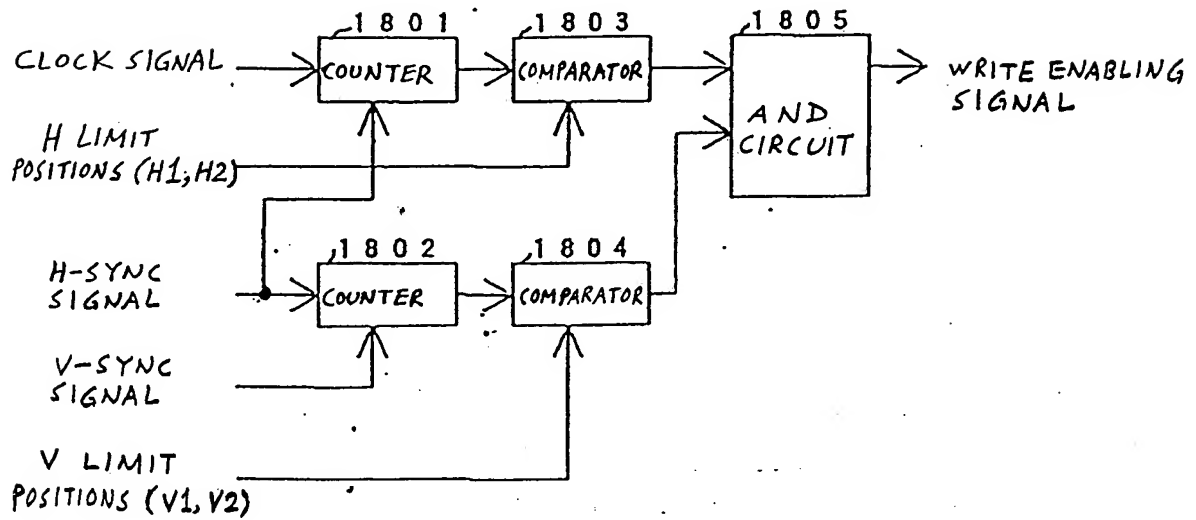 1801
1803
1805
CLOCK SIGNAL
COUNTER
COMPARATOR
WRITE ENABLING
SIGNAL
AND
CIRCUIT
H LIMIT
POSITIONS (H1, H2)
1802
1804
H-SYNC
SIGNAL
COUNTER
COMPARATOR
V-SYNC
SIGNAL
V LIMIT
POSITIONS (V1, V2)